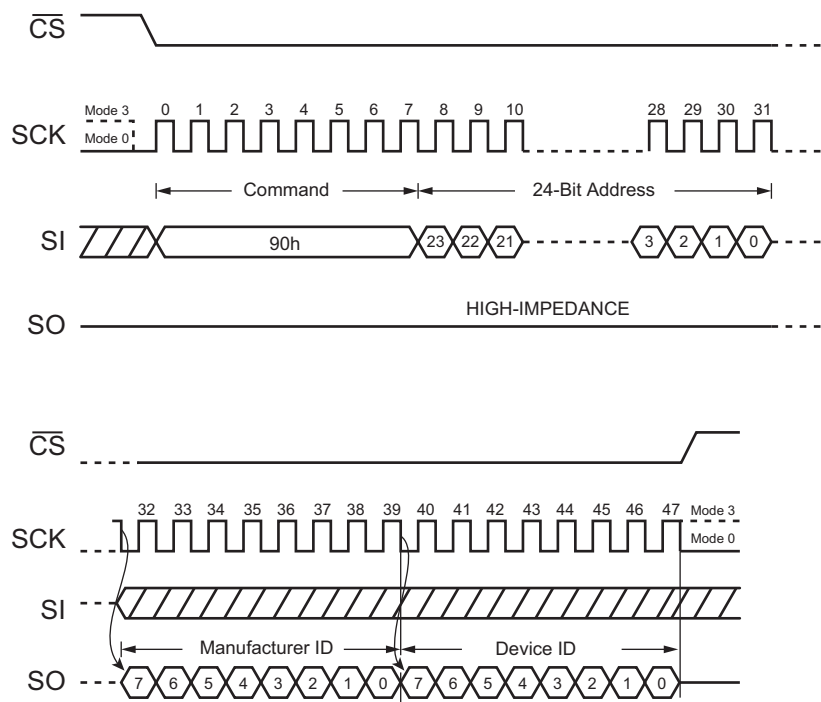 CS
Mode 3
0 1 2 3 4 5 6 7 8 9 10 28 29 30 31
SCK
Mode 0
Command
24-Bit Address
SI
90h
23 22 21 3 2 1 0
HIGH-IMPEDANCE
SO
CS
32 33 34 35 36 37 38 39 40 41 42 43 44 45 46 47
Mode 3
SCK
Mode 0
SI
Manufacturer ID
Device ID
SO
7 6 5 4 3 2 1 0 7 6 5 4 3 2 1 0